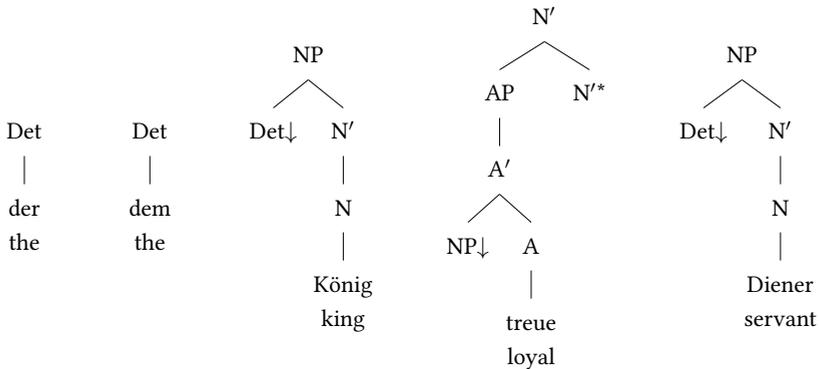 N′
NP NP
AP N′*
Det Det Det↓ N′ Det↓ N′
A′
der dem N N
the the NP↓ A
König Diener
king treue servant
loyal